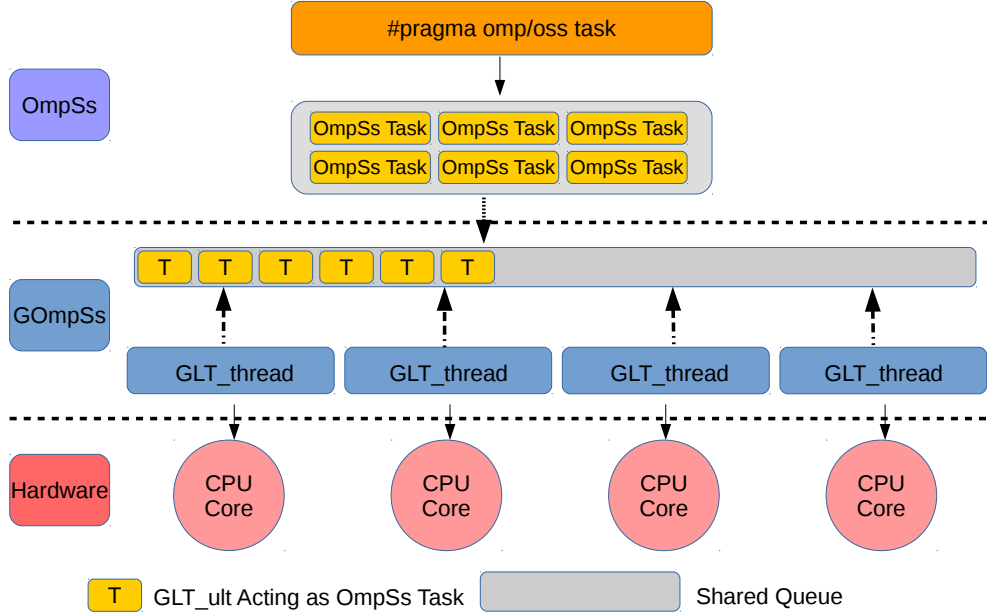 #pragma omp/oss task
OmpSs
OmpSs Task OmpSs Task OmpSs Task
OmpSs Task OmpSs Task OmpSs Task
T T T T T T
GOmpSs
GLT_thread GLT_thread GLT_thread GLT_thread
Hardware
CPU CPU CPU CPU
Core Core Core Core
T GLT_ult Acting as OmpSs Task Shared Queue